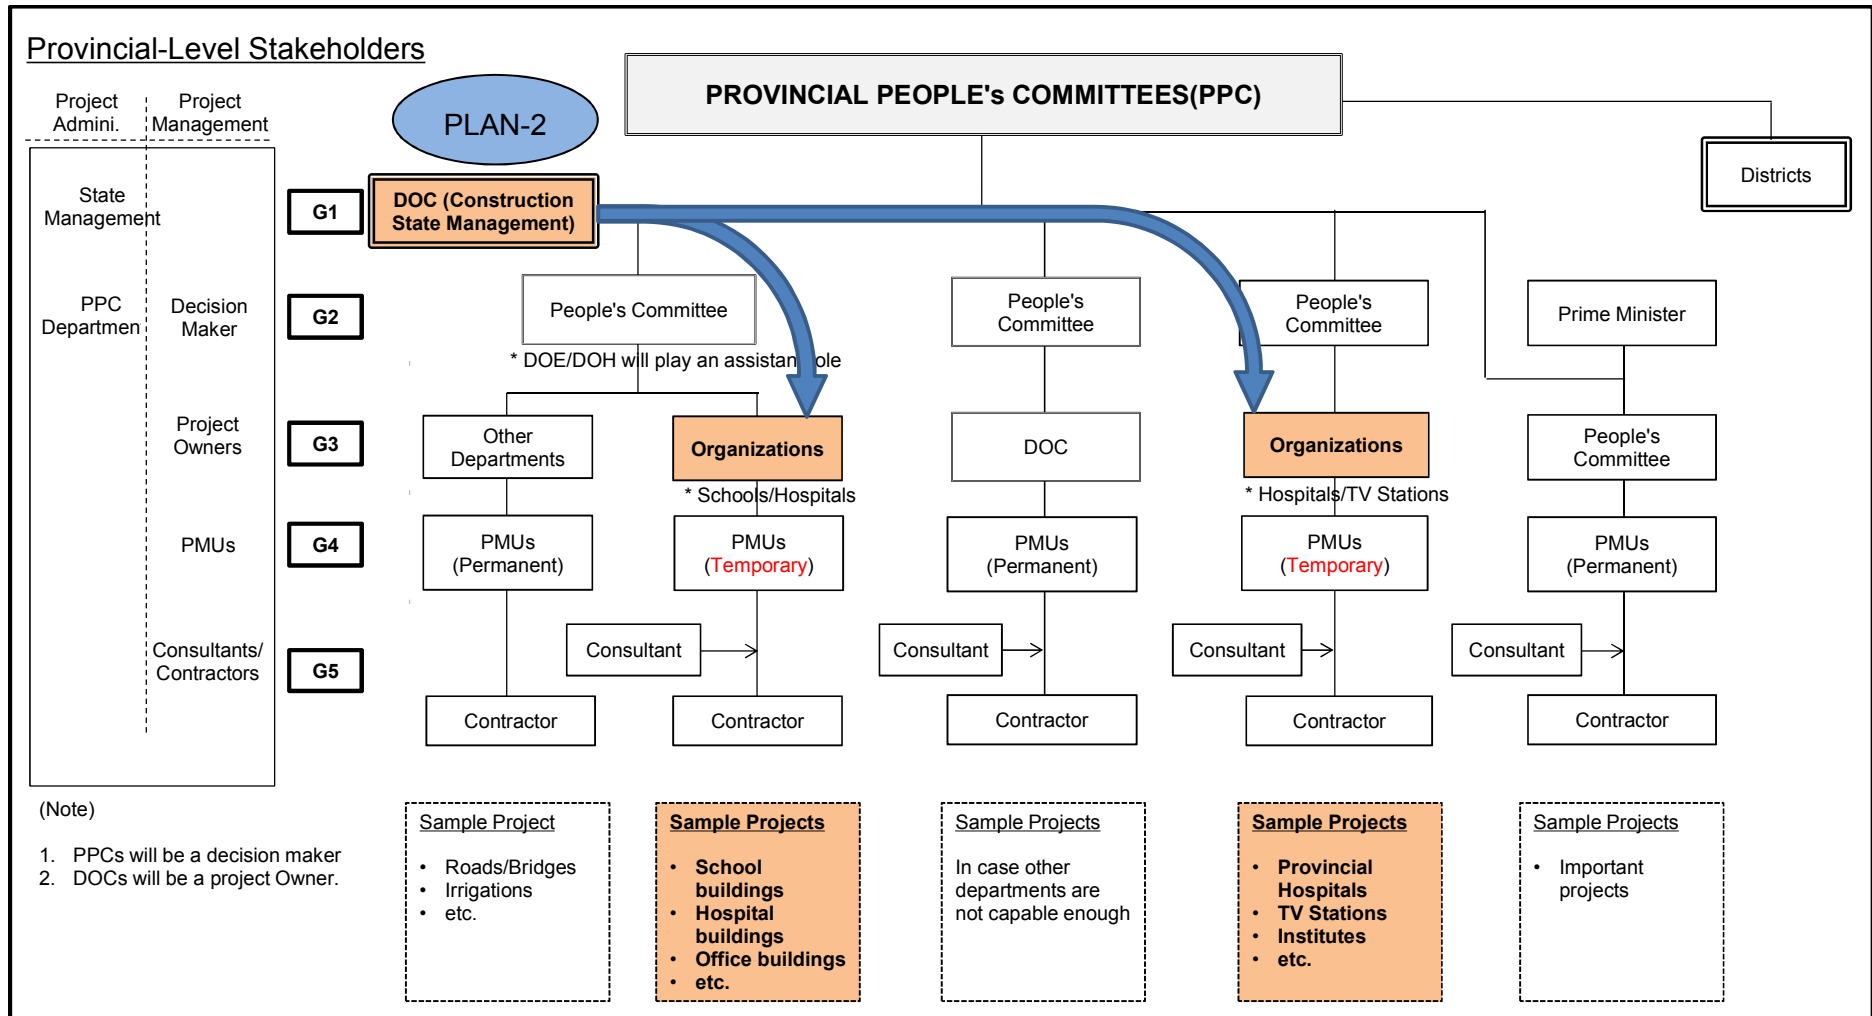 Provincial-Level Stakeholders
Project
Admini.
Project
Management
PLAN-2
PROVINCIAL PEOPLE's COMMITTEES(PPC)
Districts
State
Management
G1
DOC (Construction
State Management)
PPC
Departmen
Decision
Maker
G2
People's Committee
People's
Committee
People's
Committee
Prime Minister
* DOE/DOH will play an assistan ole
Project
Owners
G3
Other
Departments
Organizations
DOC
Organizations
People's
Committee
* Schools/Hospitals
* Hospitals/TV Stations
PMUs
G4
PMUs
(Permanent)
PMUs
(Temporary)
PMUs
(Permanent)
PMUs
(Temporary)
PMUs
(Permanent)
Consultants/
Contractors
G5
Consultant
Consultant
Consultant
Consultant
Contractor
Contractor
Contractor
Contractor
Contractor
(Note)
1. PPCs will be a decision maker
2. DOCs will be a project Owner.
Sample Project
• Roads/Bridges
• Irrigations
• etc.
Sample Projects
• School
buildings
• Hospital
buildings
• Office buildings
• etc.
Sample Projects
In case other
departments are
not capable enough
Sample Projects
• Provincial
Hospitals
• TV Stations
• Institutes
• etc.
Sample Projects
• Important
projects